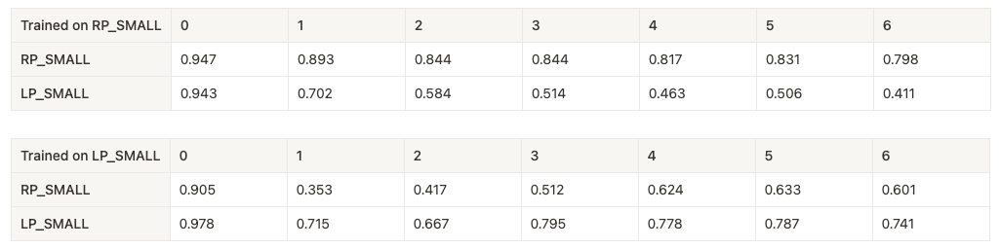 Trained on RP_SMALL 0 1 2 3 4 5 6
RP_SMALL 0.947 0.893 0.844 0.844 0.817 0.831 0.798
LP_SMALL 0.943 0.702 0.584 0.514 0.463 0.506 0.411
Trained on LP_SMALL 0 1 2 3 4 5 6
RP_SMALL 0.905 0.353 0.417 0.512 0.624 0.633 0.601
LP_SMALL 0.978 0.715 0.667 0.795 0.778 0.787 0.741